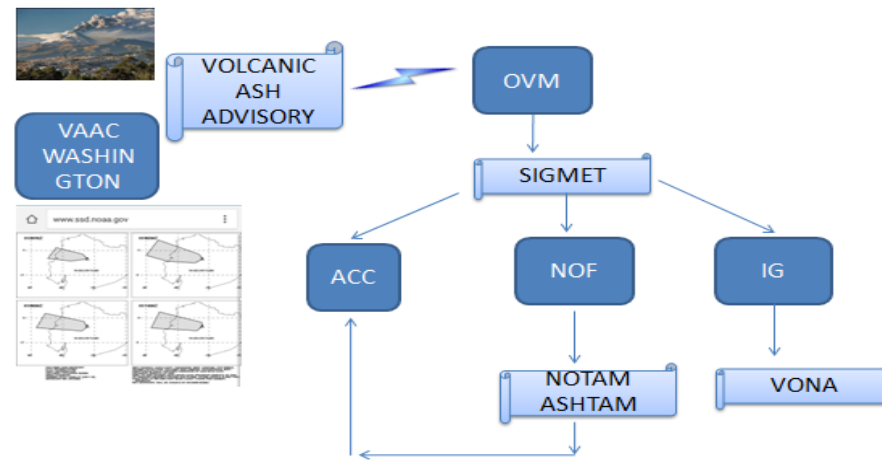 VOLCANIC
ASH
ADVISORY
OVM
VAAC
WASHIN
GTON
SIGMET
www.ssd.noaa.gov
ACC
NOF
IG
NOTAM
ASHTAM
VONA